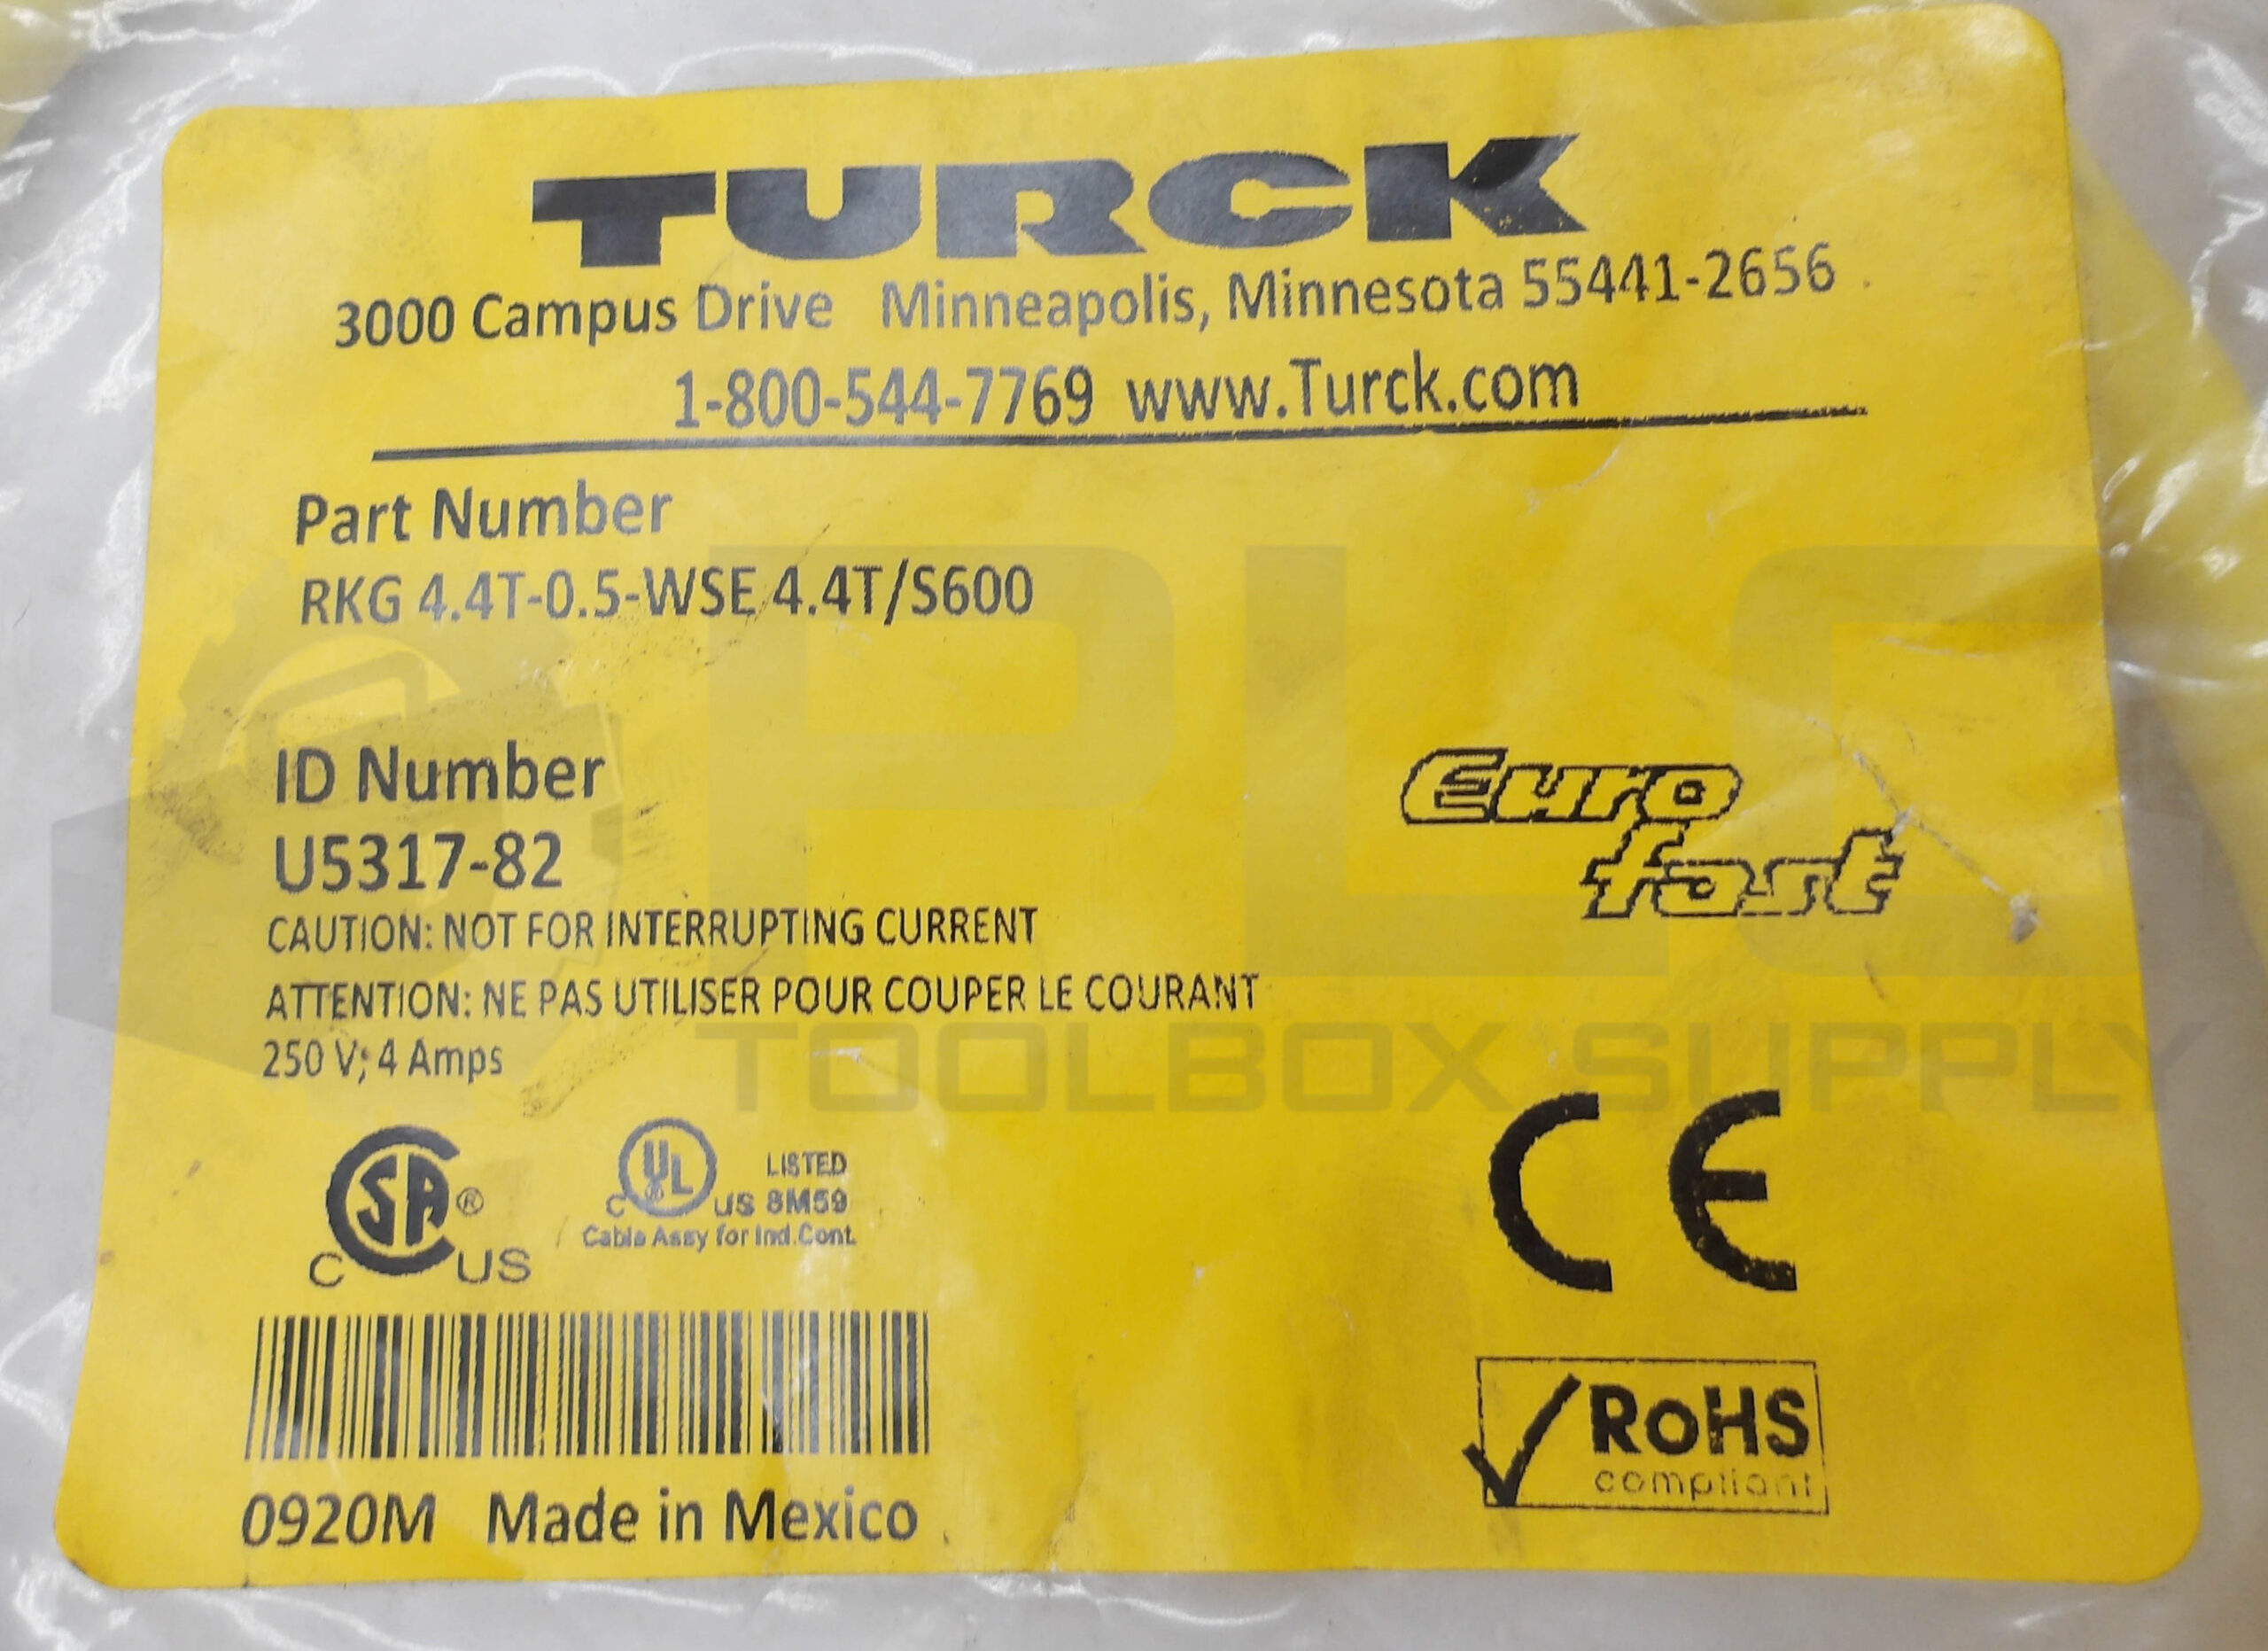 TURCK
3000 Campus Drive Minneapolis, Minnesota 55441-2656
1-800-544-7769 www.Turck.com
Part Number
RKG 4.4T-0.5-WSE 4.4T/S600
ID Number
U5317-82
Euro
fast
CAUTION: NOT FOR INTERRUPTING CURRENT
ATTENTION: NE PAS UTILISER POUR COUPER LE COURANT
250 V; 4 Amps
PLC
TOOLBOX SUPPLY
CSA®
C US
UL® LISTED
C US 8M59
Cable Assy for Ind.Cont.
CE
RoHS
compliant
0920M Made in Mexico